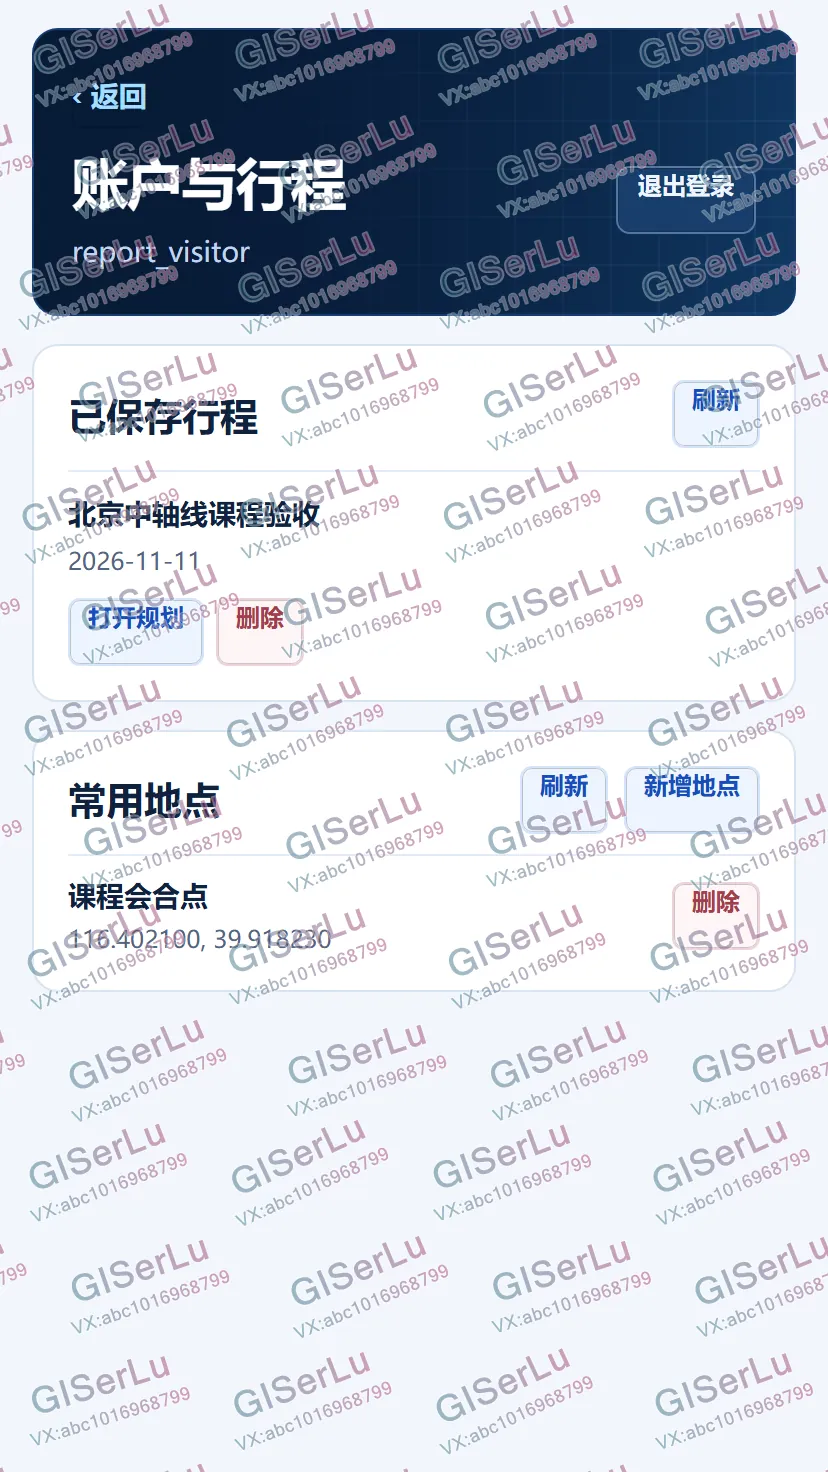 ‹ 返回
账户与行程
退出登录
report_visitor
已保存行程
刷新
北京中轴线课程验收
2026-11-11
打开规划
删除
常用地点
刷新
新增地点
课程会合点
116.402100, 39.918230
删除
GISerLu
VX:abc1016968799